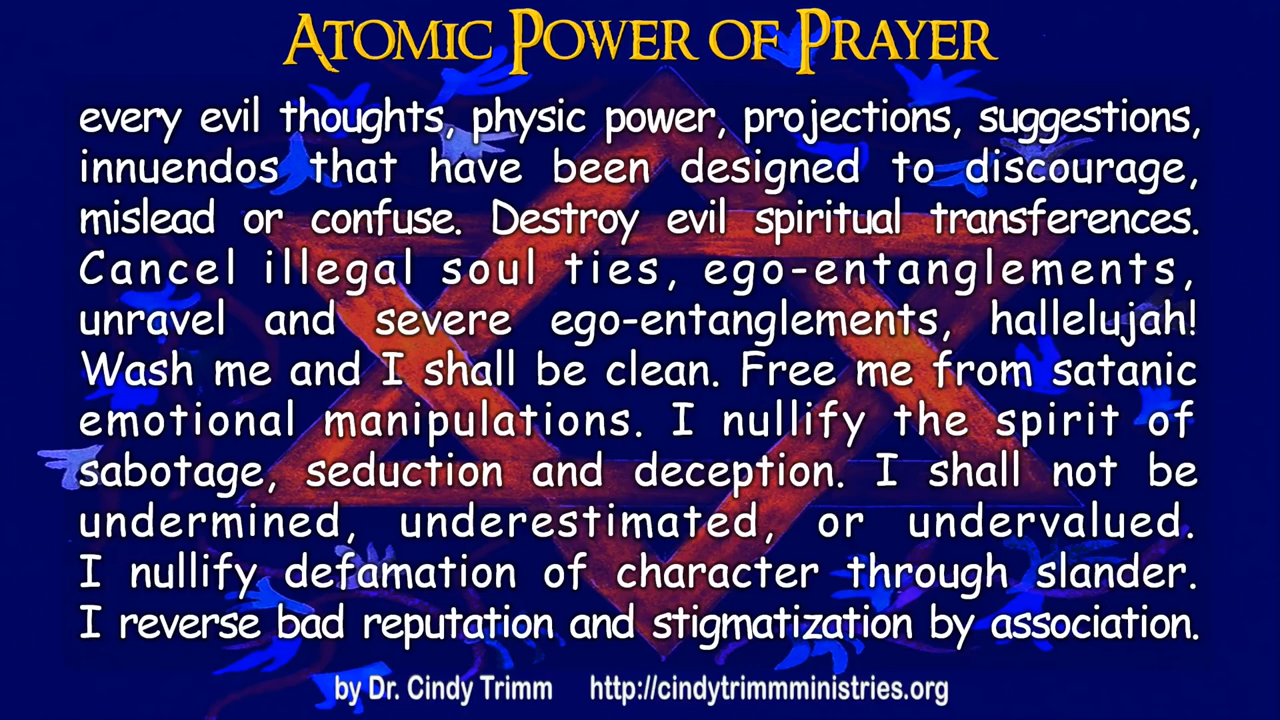 ATOMIC POWER OF PRAYER
every evil thoughts, physic power, projections, suggestions,
innuendos that have been designed to discourage,
mislead or confuse. Destroy evil spiritual transferences.
Cancel illegal soul ties, ego-entanglements,
unravel and severe ego-entanglements, hallelujah!
Wash me and I shall be clean. Free me from satanic
emotional manipulations. I nullify the spirit of
sabotage, seduction and deception. I shall not be
undermined, underestimated, or undervalued.
I nullify defamation of character through slander.
I reverse bad reputation and stigmatization by association.
by Dr. Cindy Trimm http://cindytrimmministries.org